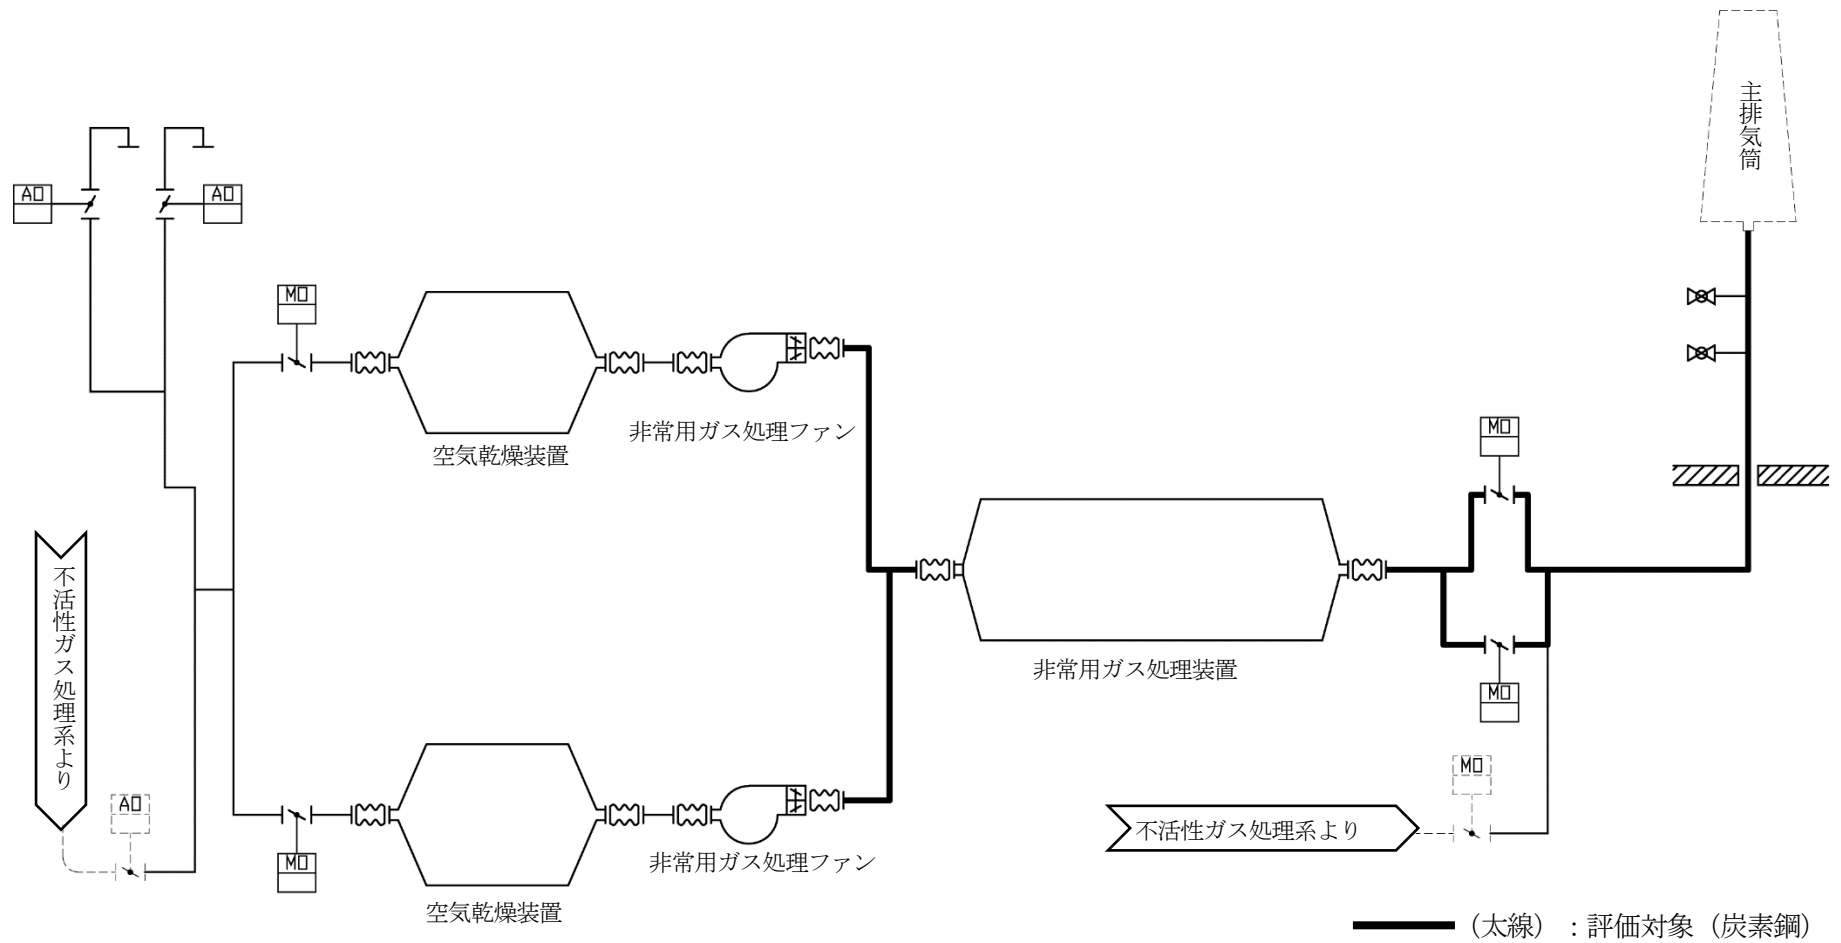 主排気筒
AO
AO
MO
非常用ガス処理ファン
空気乾燥装置
MO
不活性ガス処理系より
非常用ガス処理装置
MO
MO
AO
不活性ガス処理系より
MO
非常用ガス処理ファン
空気乾燥装置
(太線) : 評価対象 (炭素鋼)